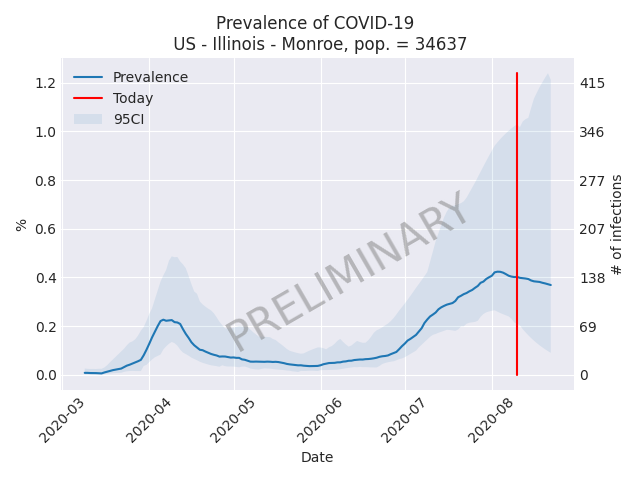 Prevalence of COVID-19
US - Illinois - Monroe, pop. = 34637
Prevalence
Today
95CI
PRELIMINARY
%
1.2
1.0
0.8
0.6
0.4
0.2
0.0
415
346
277
207
138
69
0
# of infections
2020-03
2020-04
2020-05
2020-06
2020-07
2020-08
Date